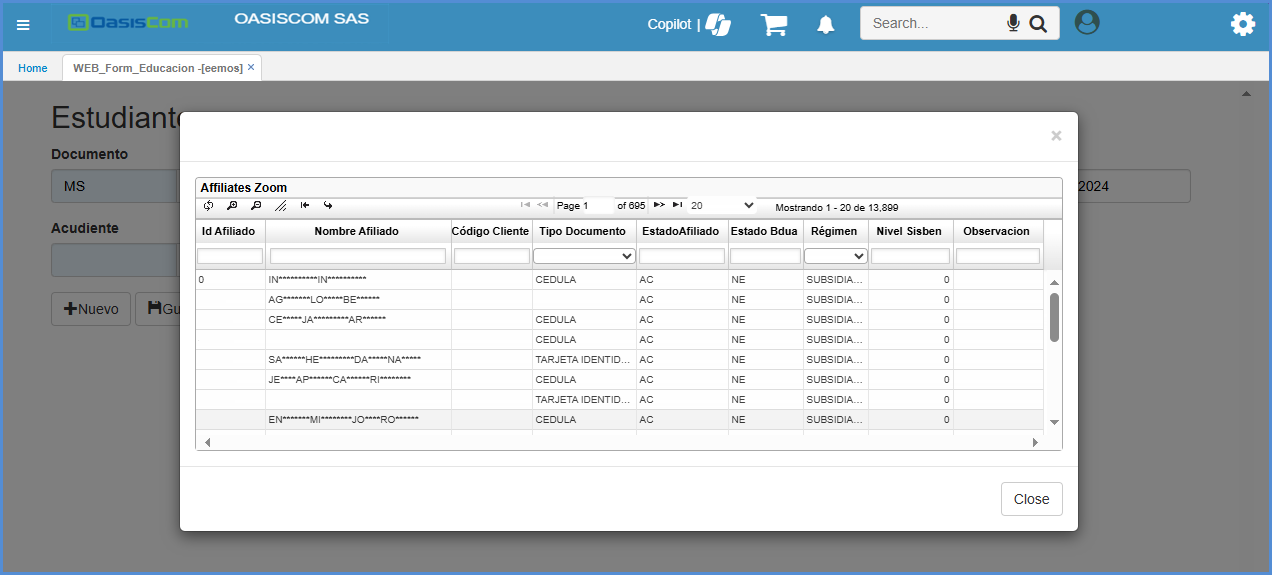 OasisCom
OASISCOM SAS
Copilot |
Search...
Home
WEB_Form_Educacion -[eemos] ×
Estudiante
Documento
MS
2024
Acudiente
Nuevo
Gu
×
Affiliates Zoom
Page 1 of 695 20 Mostrando 1 - 20 de 13,899
Id Afiliado Nombre Afiliado Código Cliente Tipo Documento EstadoAfiliado Estado Bdua Régimen Nivel Sisben Observacion
0 IN**********IN********** CEDULA AC NE SUBSIDIA... 0
AG*******LO*****BE****** AC NE SUBSIDIA... 0
CE*****JA*********AR****** CEDULA AC NE SUBSIDIA... 0
CEDULA AC NE SUBSIDIA... 0
SA******HE*********DA*****NA***** TARJETA IDENTID... AC NE SUBSIDIA... 0
JE****AP******CA******RI******** CEDULA AC NE SUBSIDIA... 0
TARJETA IDENTID... AC NE SUBSIDIA... 0
EN*******MI********JO****RO****** CEDULA AC NE SUBSIDIA... 0
Close